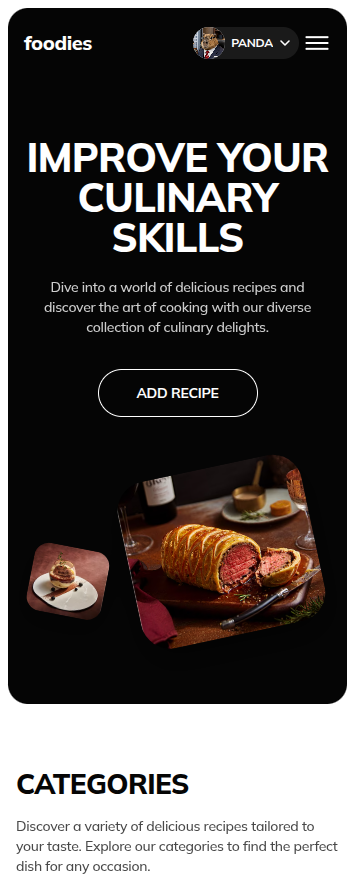 foodies
PANDA
IMPROVE YOUR
CULINARY
SKILLS
Dive into a world of delicious recipes and
discover the art of cooking with our diverse
collection of culinary delights.
ADD RECIPE
CATEGORIES
Discover a variety of delicious recipes tailored to
your taste. Explore our categories to find the perfect
dish for any occasion.